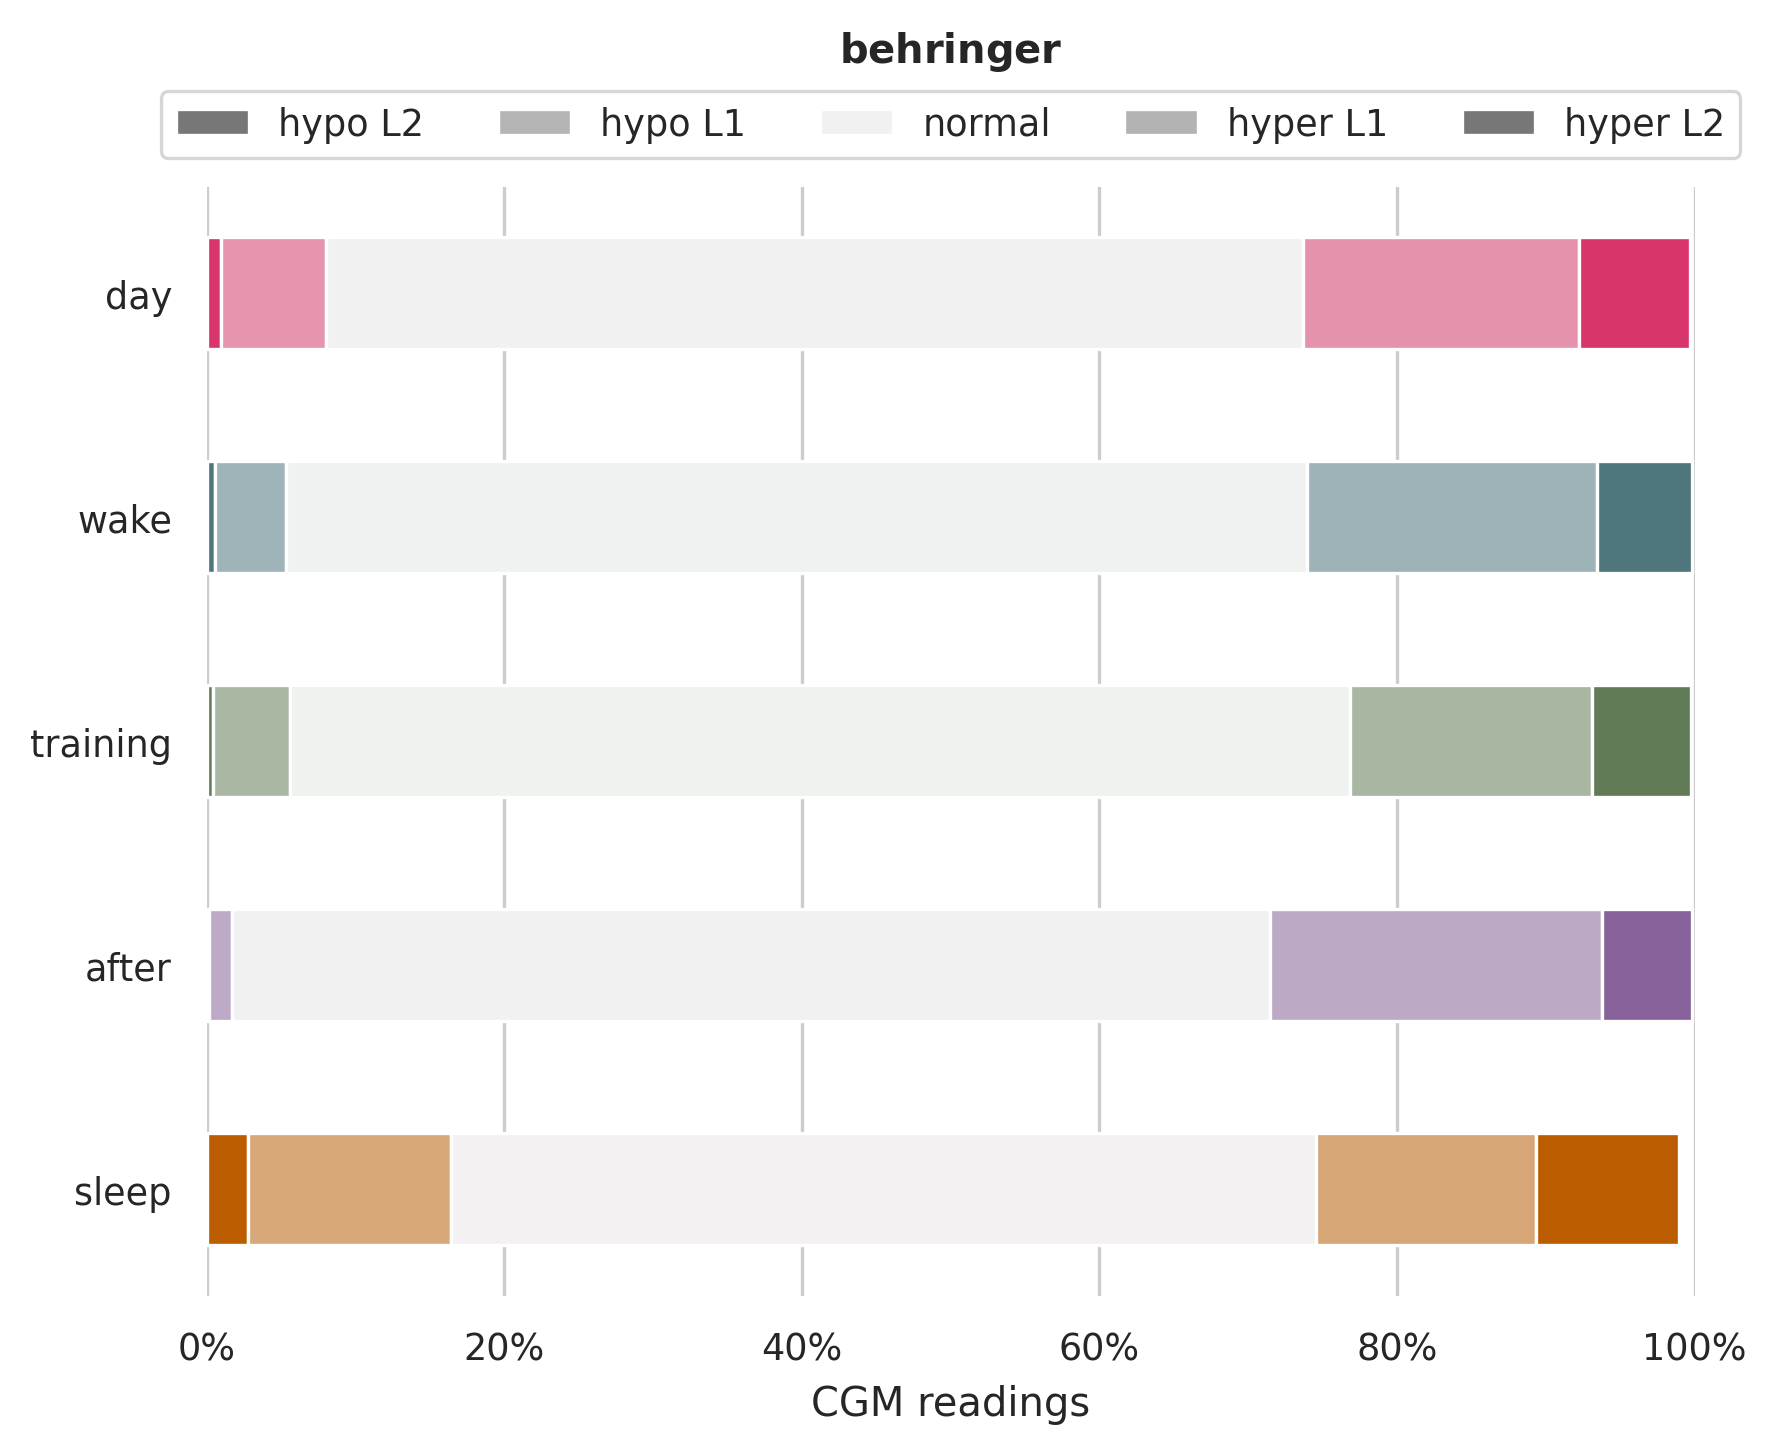 behringer
hypo L2 hypo L1 normal hyper L1 hyper L2
day
wake
training
after
sleep
0% 20% 40% 60% 80% 100%
CGM readings